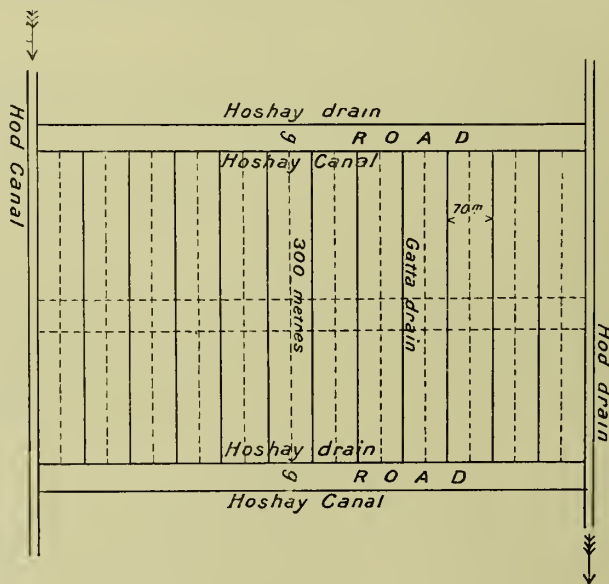 Hod Canal
Hoshay drain
ROAD
Hoshay Canal
70m
300 metres
Gatta drain
Hod drain
Hoshay drain
ROAD
Hoshay Canal